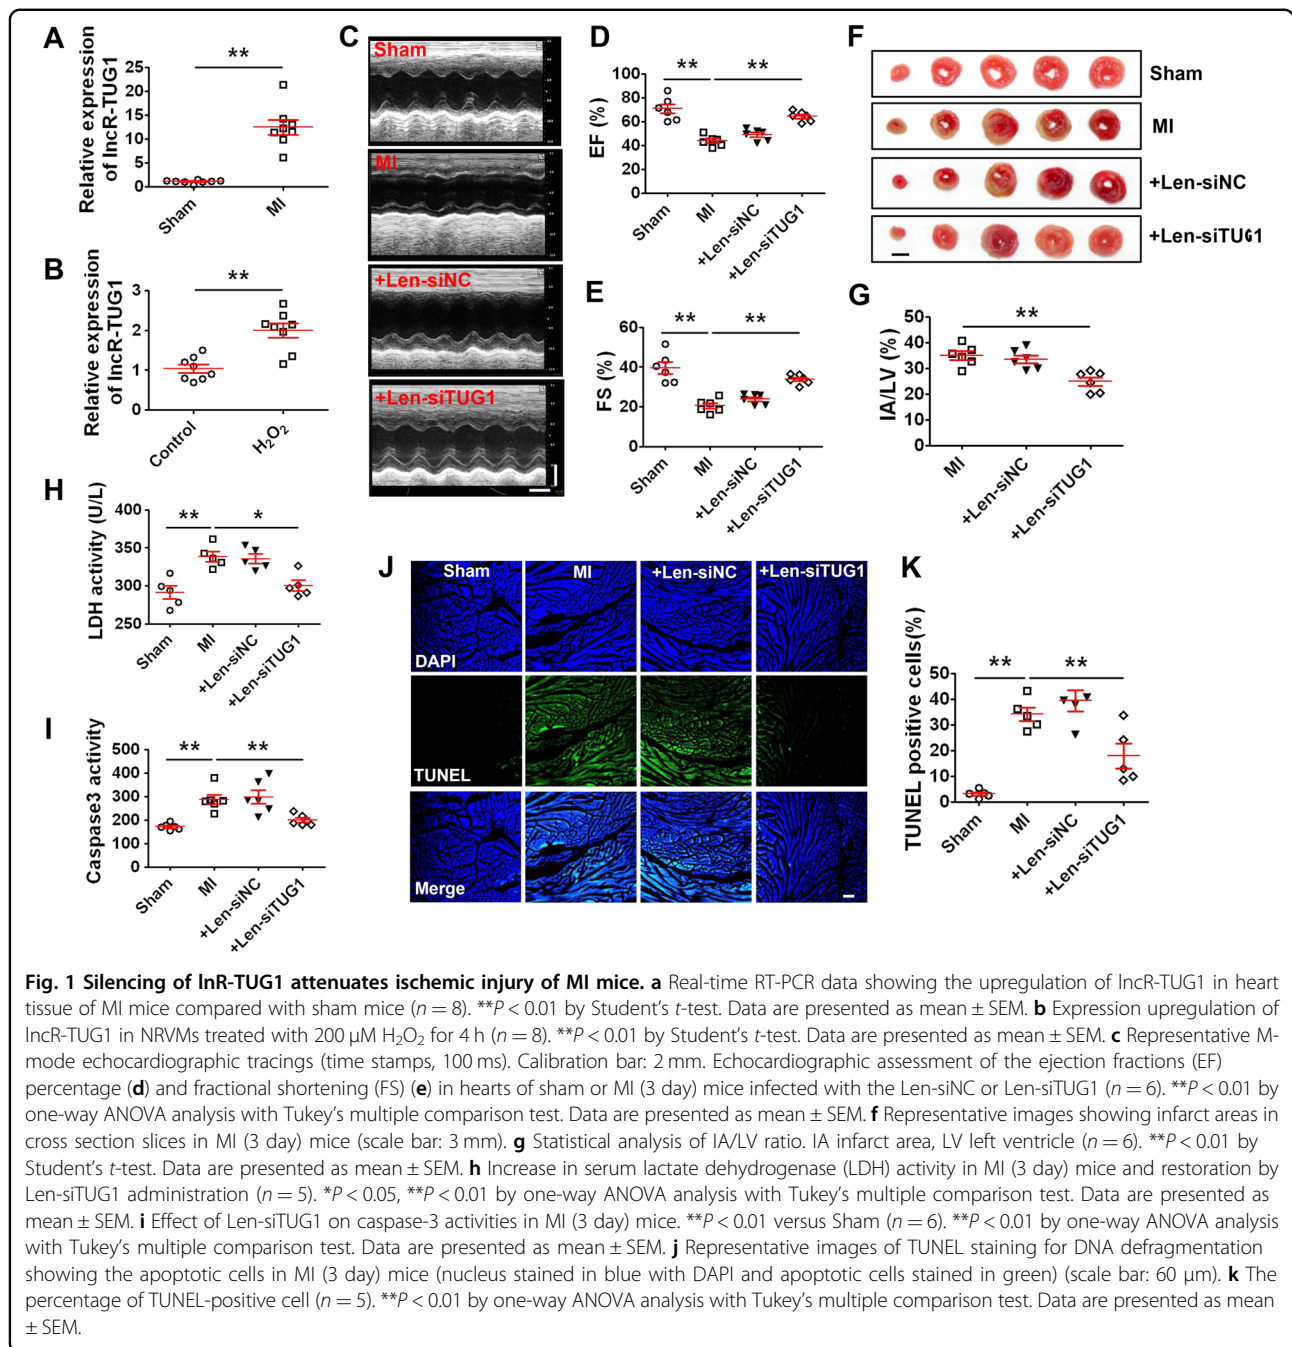 A
Relative expression
of lncR-TUG1
25
20
15
10
5
0
**
Sham
MI
B
Relative expression
of lncR-TUG1
3
2
1
0
**
Control
H₂O₂
C
Sham
MI
+Len-siNC
+Len-siTUG1
D
EF (%)
100
80
60
40
20
0
**
**
Sham
MI
+Len-siNC
+Len-siTUG1
E
FS (%)
60
40
20
0
**
**
Sham
MI
+Len-siNC
+Len-siTUG1
F
Sham
MI
+Len-siNC
+Len-siTUG1
G
IA/LV (%)
50
40
30
20
10
0
**
MI
+Len-siNC
+Len-siTUG1
H
LDH activity (U/L)
400
350
300
250
**
*
Sham
MI
+Len-siNC
+Len-siTUG1
I
Caspase3 activity
500
400
300
200
100
0
**
**
Sham
MI
+Len-siNC
+Len-siTUG1
J
Sham
MI
+Len-siNC
+Len-siTUG1
DAPI
TUNEL
Merge
K
TUNEL positive cells(%)
50
40
30
20
10
0
**
**
Sham
MI
+Len-siNC
+Len-siTUG1
Fig. 1 Silencing of lnR-TUG1 attenuates ischemic injury of MI mice. a Real-time RT-PCR data showing the upregulation of lncR-TUG1 in heart
tissue of MI mice compared with sham mice (n = 8). **P < 0.01 by Student's t-test. Data are presented as mean ± SEM. b Expression upregulation of
lncR-TUG1 in NRVMs treated with 200 μM H₂O₂ for 4 h (n = 8). **P < 0.01 by Student's t-test. Data are presented as mean ± SEM. c Representative M-
mode echocardiographic tracings (time stamps, 100 ms). Calibration bar: 2 mm. Echocardiographic assessment of the ejection fractions (EF)
percentage (d) and fractional shortening (FS) (e) in hearts of sham or MI (3 day) mice infected with the Len-siNC or Len-siTUG1 (n = 6). **P < 0.01 by
one-way ANOVA analysis with Tukey's multiple comparison test. Data are presented as mean ± SEM. f Representative images showing infarct areas in
cross section slices in MI (3 day) mice (scale bar: 3 mm). g Statistical analysis of IA/LV ratio. IA infarct area, LV left ventricle (n = 6). **P < 0.01 by
Student's t-test. Data are presented as mean ± SEM. h Increase in serum lactate dehydrogenase (LDH) activity in MI (3 day) mice and restoration by
Len-siTUG1 administration (n = 5). *P < 0.05, **P < 0.01 by one-way ANOVA analysis with Tukey's multiple comparison test. Data are presented as
mean ± SEM. i Effect of Len-siTUG1 on caspase-3 activities in MI (3 day) mice. **P < 0.01 versus Sham (n = 6). **P < 0.01 by one-way ANOVA analysis
with Tukey's multiple comparison test. Data are presented as mean ± SEM. j Representative images of TUNEL staining for DNA defragmentation
showing the apoptotic cells in MI (3 day) mice (nucleus stained in blue with DAPI and apoptotic cells stained in green) (scale bar: 60 μm). k The
percentage of TUNEL-positive cell (n = 5). **P < 0.01 by one-way ANOVA analysis with Tukey's multiple comparison test. Data are presented as mean
± SEM.